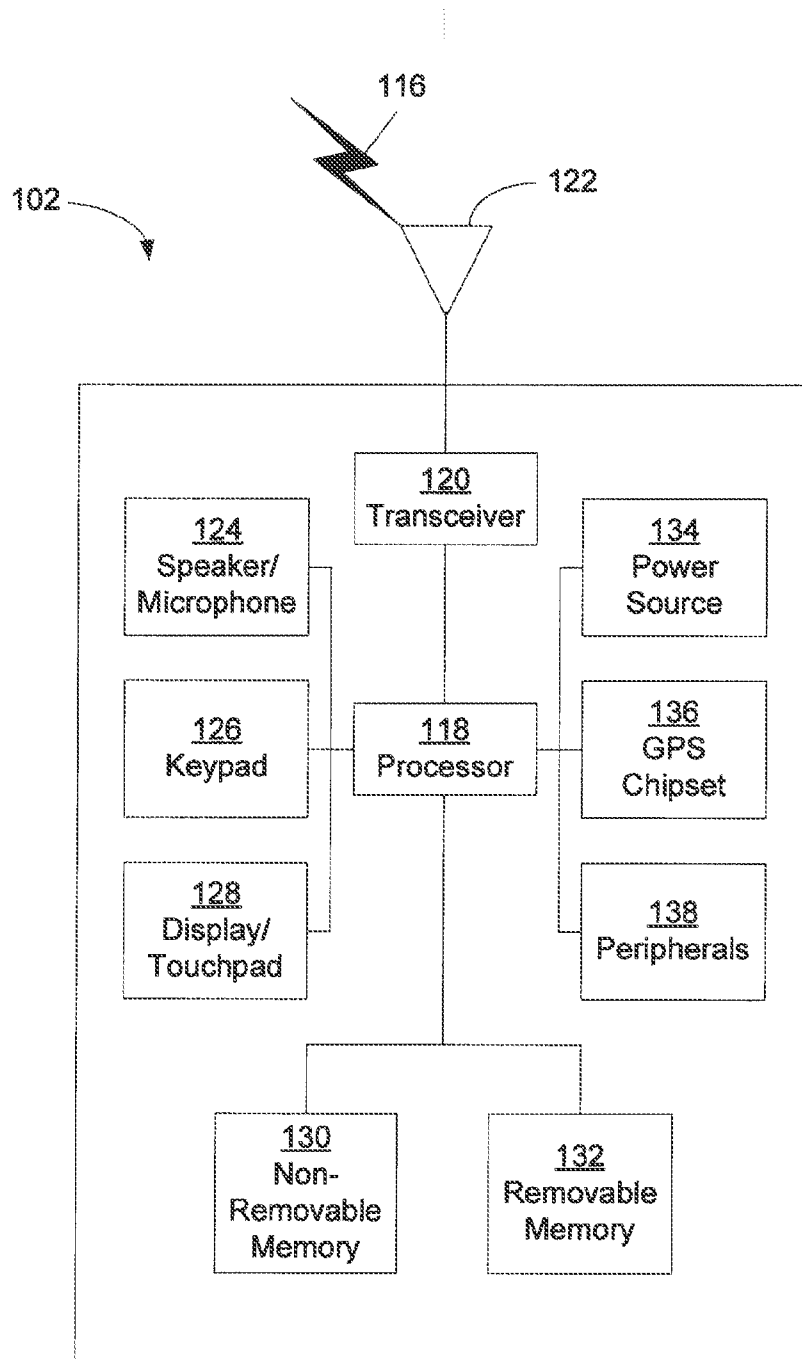 116
122
102
120
Transceiver
124
Speaker/
Microphone
134
Power
Source
126
Keypad
118
Processor
136
GPS
Chipset
128
Display/
Touchpad
138
Peripherals
130
Non-
Removable
Memory
132
Removable
Memory